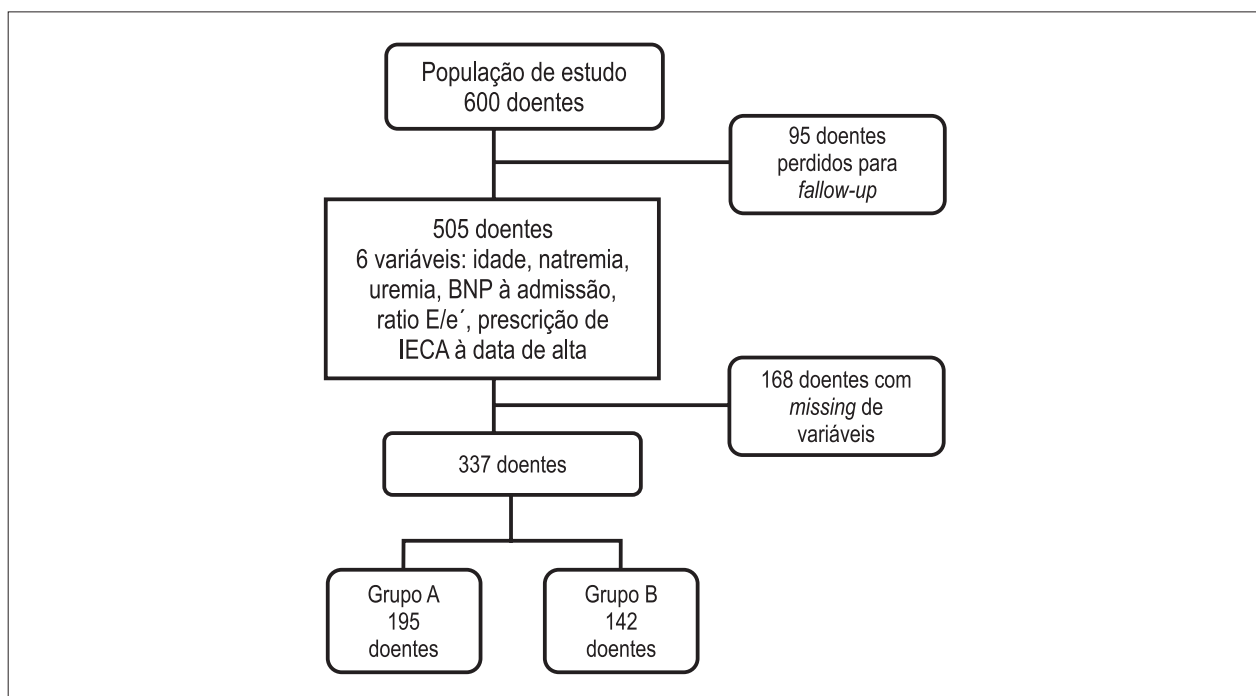 População de estudo
600 doentes
95 doentes
perdidos para
fallow-up
505 doentes
6 variáveis: idade, natremia,
uremia, BNP à admissão,
ratio E/e´, prescrição de
IECA à data de alta
168 doentes com
missing de
variáveis
337 doentes
Grupo A
195
doentes
Grupo B
142
doentes